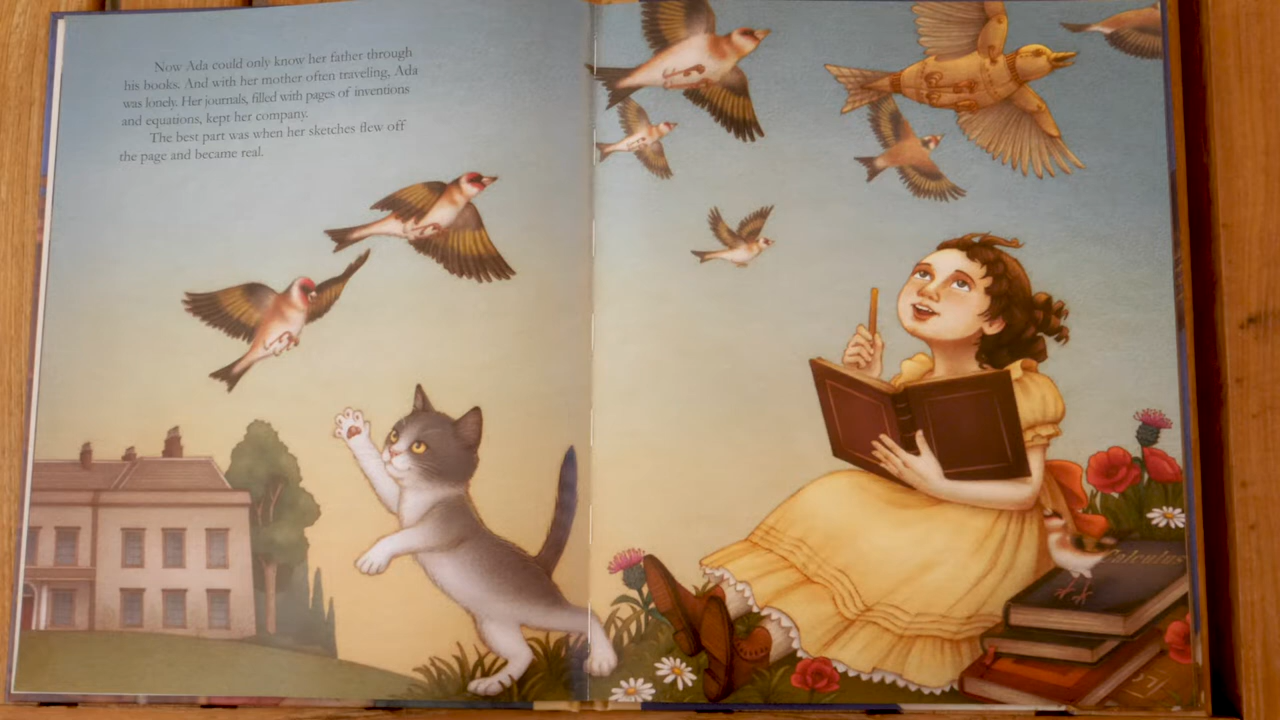 Now Ada could only know her father through
his books. And with her mother often traveling, Ada
was lonely. Her journals, filled with pages of inventions
and equations, kept her company.
The best part was when her sketches flew off
the page and became real.
Calculus